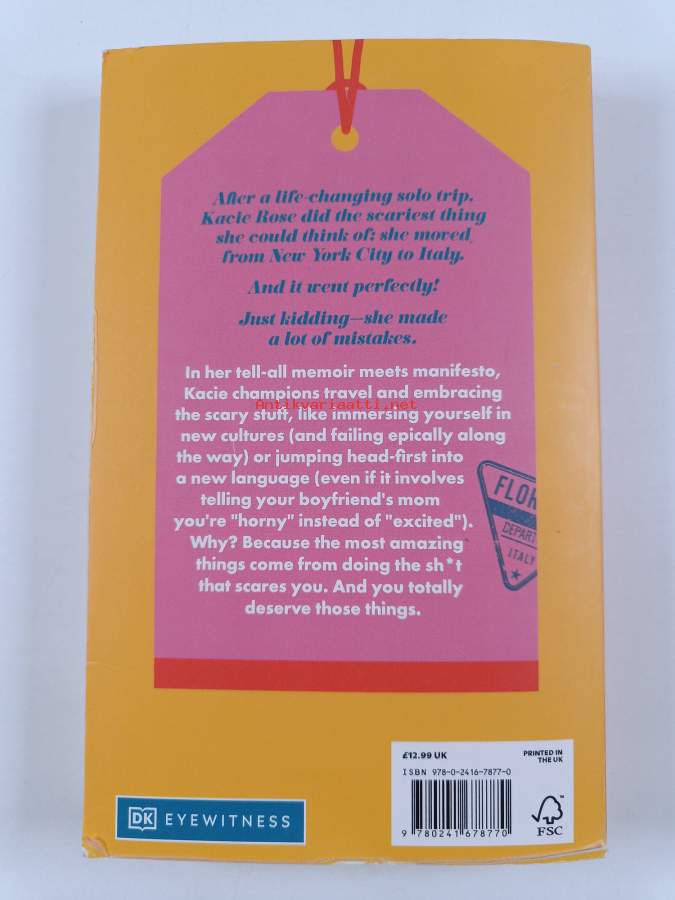 After a life-changing solo trip,
Kacie Rose did the scariest thing
she could think of: she moved
from New York City to Italy.
And it went perfectly!
Just kidding—she made
a lot of mistakes.
In her tell-all memoir meets manifesto,
Kacie champions travel and embracing
Antikvariaatti.net
the scary stuff, like immersing yourself in
new cultures (and failing epically along
the way) or jumping head-first into
a new language (even if it involves
telling your boyfriend's mom
you're "horny" instead of "excited").
Why? Because the most amazing
things come from doing the sh*t
that scares you. And you totally
deserve those things.
FLOR
DEPART
ITALY
£12.99 UK
PRINTED IN
THE UK
ISBN 978-0-2416-7877-0
9 780241 678770
FSC
DK EYEWITNESS